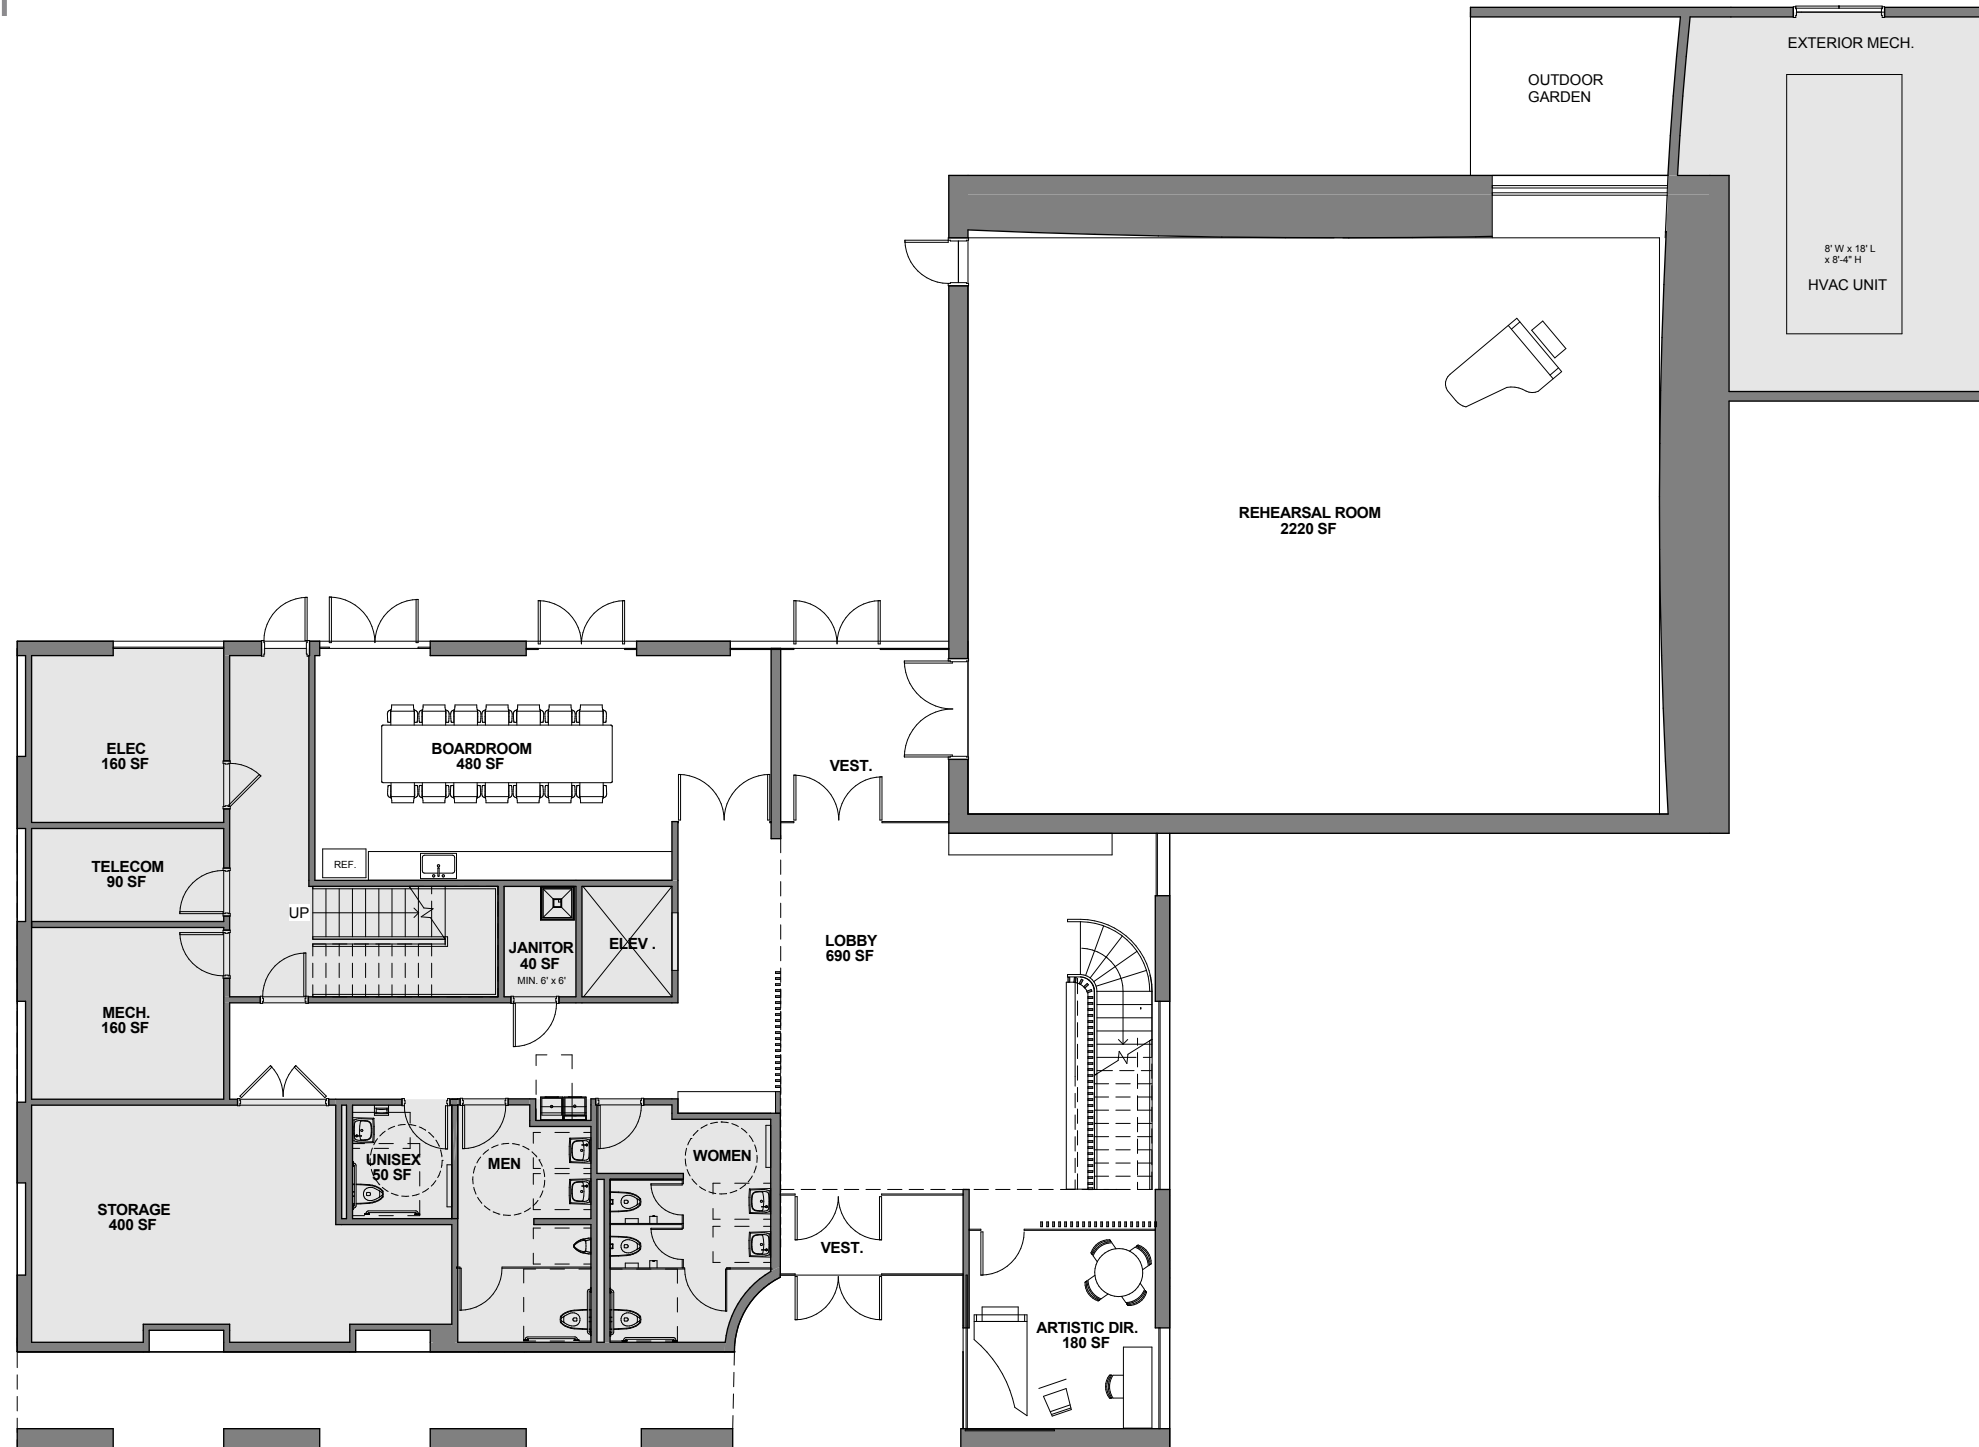 EXTERIOR MECH.
OUTDOOR
GARDEN
8' W x 18' L
x 8'-4" H
HVAC UNIT
REHEARSAL ROOM
2220 SF
ELEC
160 SF
BOARDROOM
480 SF
VEST.
TELECOM
90 SF
REF.
UP
JANITOR
40 SF
MIN. 6' x 6'
ELEV .
LOBBY
690 SF
MECH.
160 SF
UNISEX
50 SF
MEN
WOMEN
STORAGE
400 SF
VEST.
ARTISTIC DIR.
180 SF